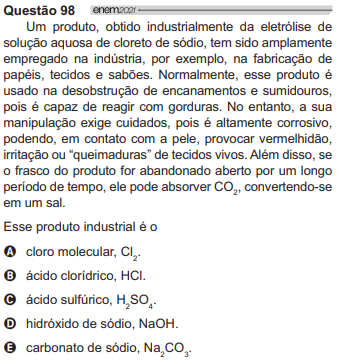 Questão 98 enem2021
Um produto, obtido industrialmente da eletrólise de
solução aquosa de cloreto de sódio, tem sido amplamente
empregado na indústria, por exemplo, na fabricação de
papéis, tecidos e sabões. Normalmente, esse produto é
usado na desobstrução de encanamentos e sumidouros,
pois é capaz de reagir com gorduras. No entanto, a sua
manipulação exige cuidados, pois é altamente corrosivo,
podendo, em contato com a pele, provocar vermelhidão,
irritação ou “queimaduras” de tecidos vivos. Além disso, se
o frasco do produto for abandonado aberto por um longo
período de tempo, ele pode absorver CO₂, convertendo-se
em um sal.
Esse produto industrial é o
A cloro molecular, Cl₂.
B ácido clorídrico, HCl.
C ácido sulfúrico, H₂SO₄.
D hidróxido de sódio, NaOH.
E carbonato de sódio, Na₂CO₃.